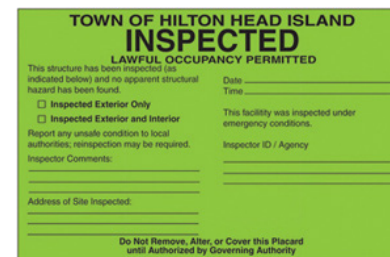 TOWN OF HILTON HEAD ISLAND
INSPECTED
LAWFUL OCCUPANCY PERMITTED
This structure has been inspected (as
indicated below) and no apparent structural
hazard has been found.
☐ Inspected Exterior Only
☐ Inspected Exterior and Interior
Report any unsafe condition to local
authorities; reinspection may be required.
Inspector Comments:
Address of Site Inspected:
Date
Time
This facility was inspected under
emergency conditions.
Inspector ID / Agency
Do Not Remove, Alter, or Cover this Placard
until Authorized by Governing Authority